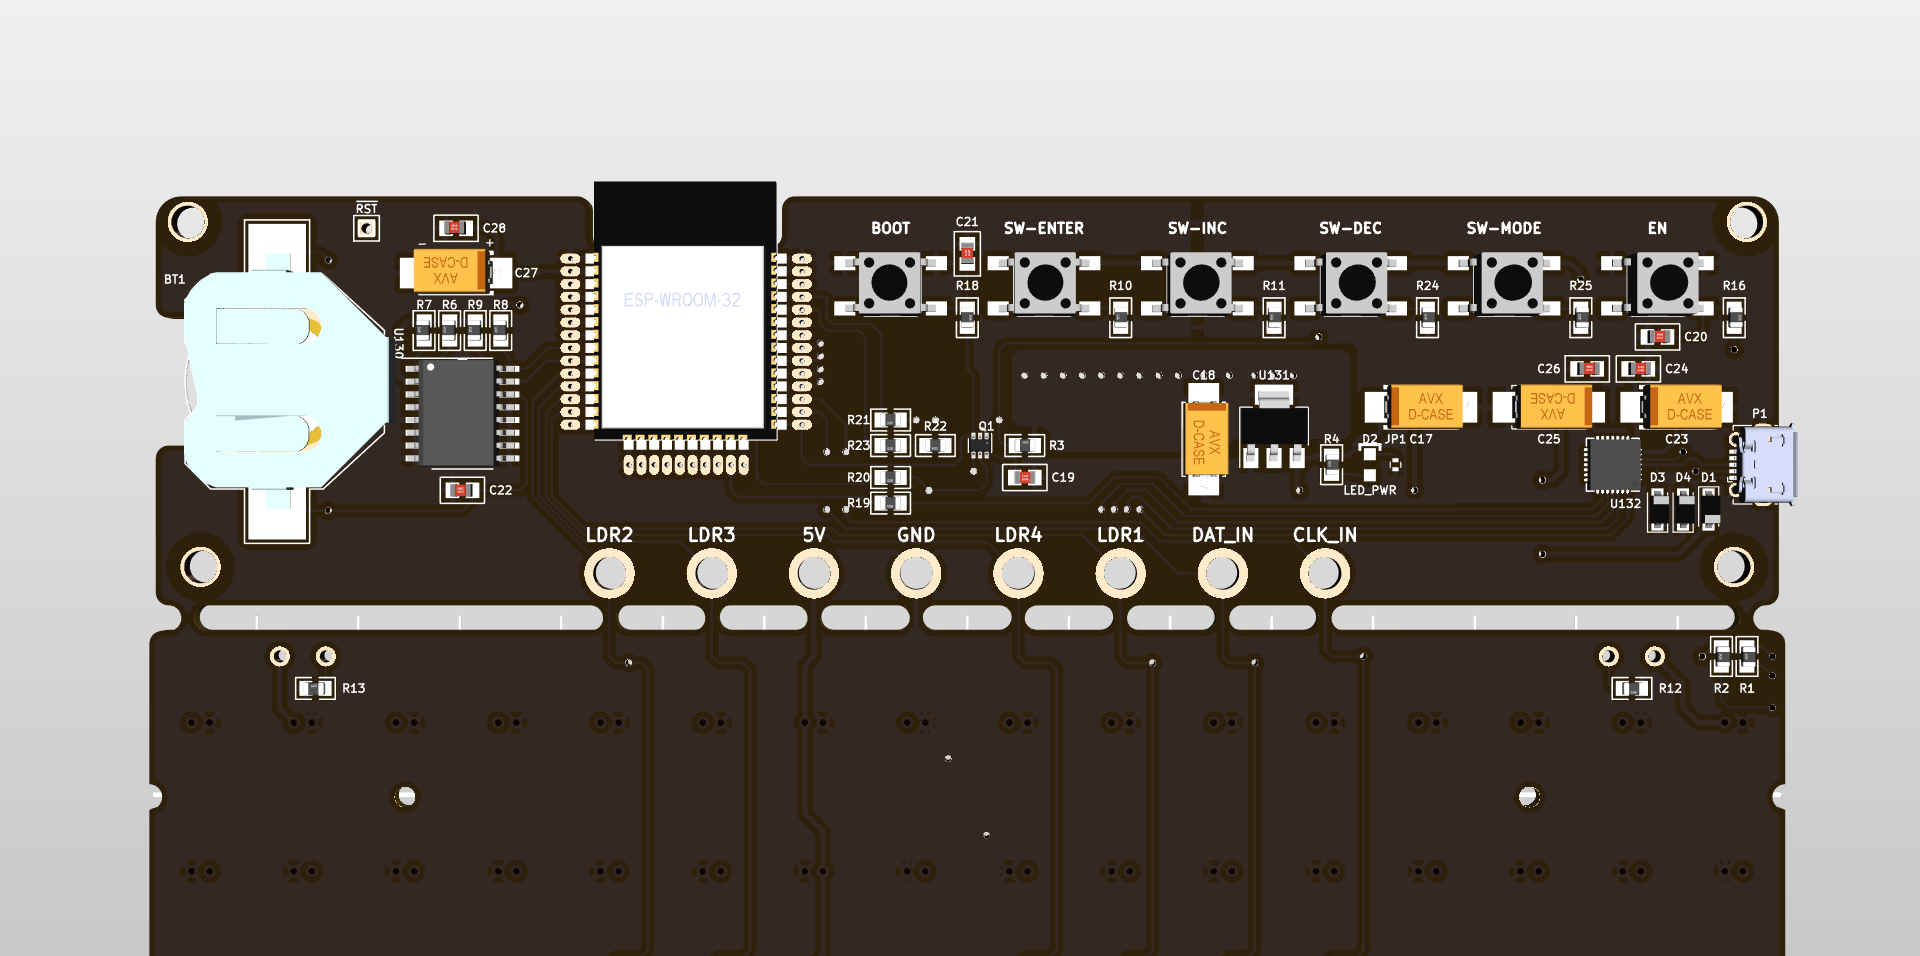 RST
C28
BT1
AVX
D-CASE
C27
R7 R6 R9 R8
U130
C22
ESP-WROOM-32
BOOT
C21
SW-ENTER
SW-INC
SW-DEC
SW-MODE
EN
R18
R10
R11
R24
R25
R16
C20
C26
C24
C18
U131
AVX
D-CASE
AVX
D-CASE
AVX
D-CASE
AVX
D-CASE
P1
R21
R22
Q1
R23
R3
R4
D2
JP1 C17
C25
C23
R20
C19
LED_PWR
D3 D4 D1
R19
U132
LDR2
LDR3
5V
GND
LDR4
LDR1
DAT_IN
CLK_IN
R13
R12
R2 R1